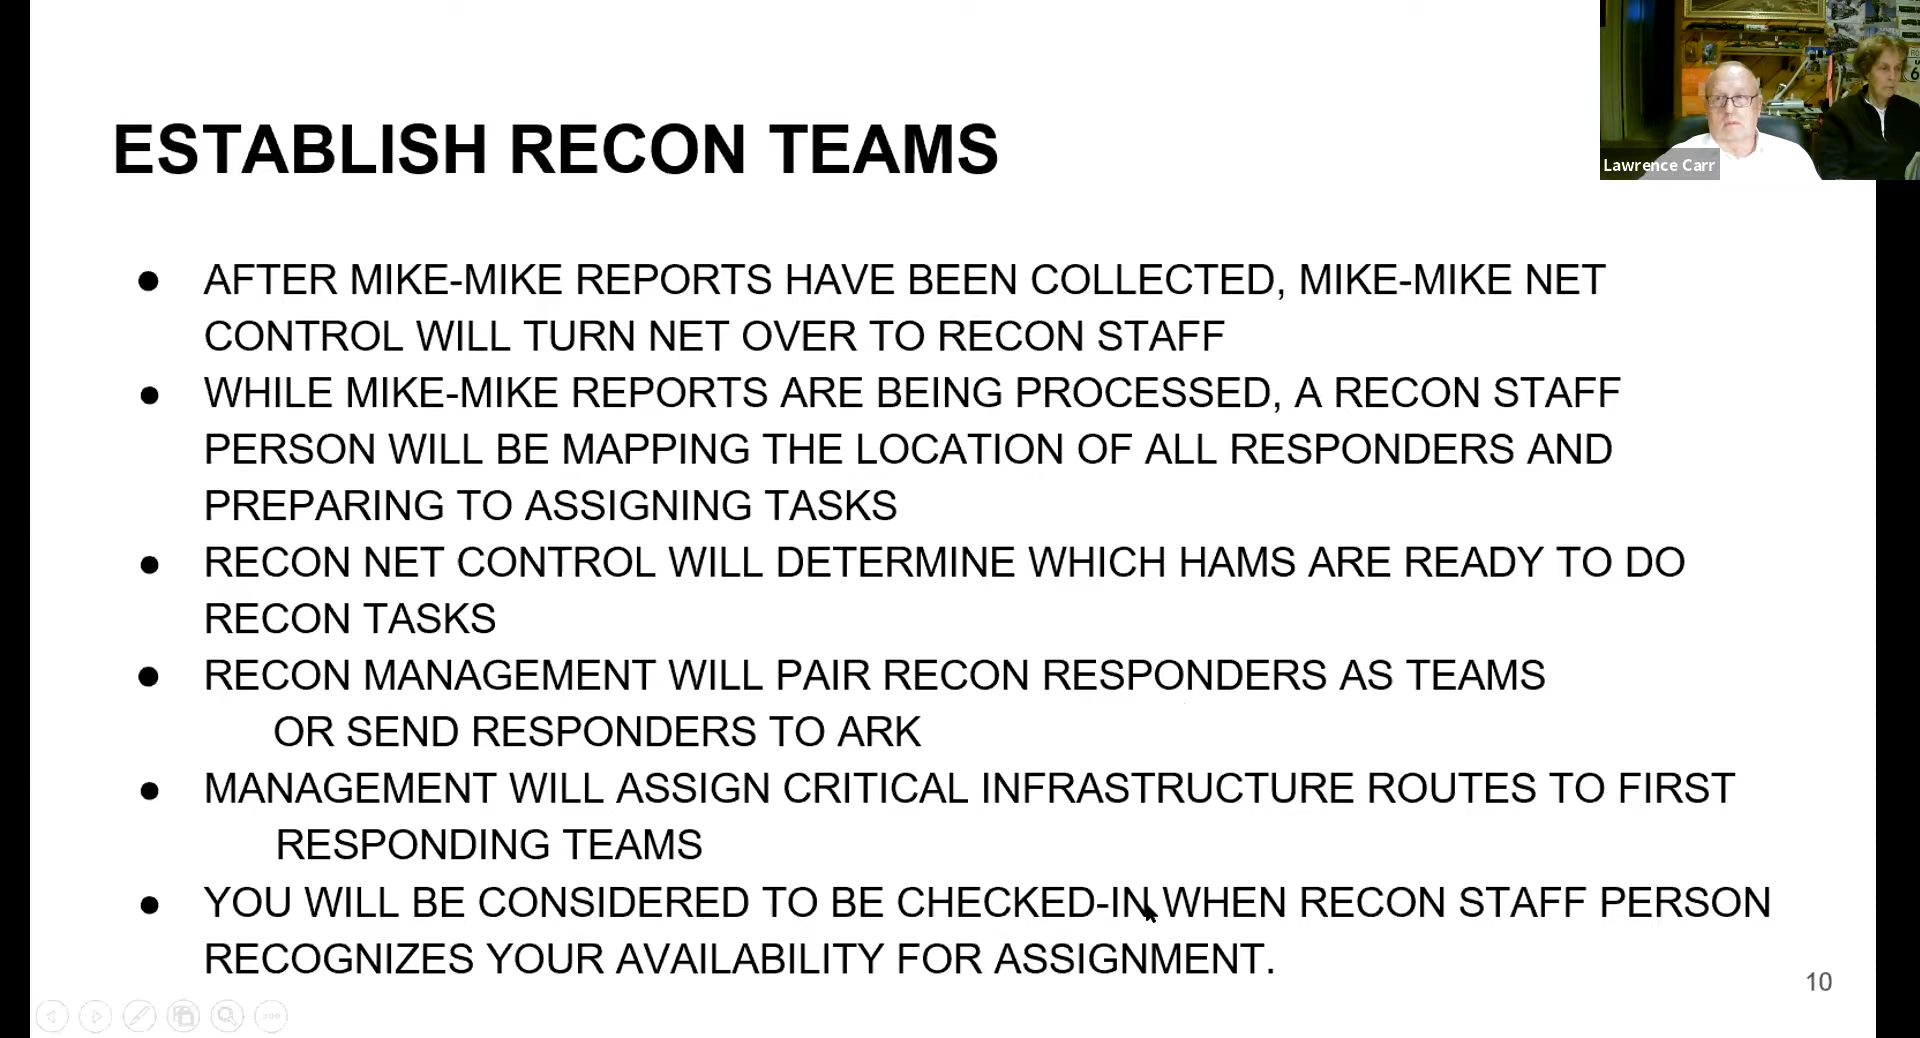 ESTABLISH RECON TEAMS
Lawrence Carr
● AFTER MIKE-MIKE REPORTS HAVE BEEN COLLECTED, MIKE-MIKE NET
CONTROL WILL TURN NET OVER TO RECON STAFF
● WHILE MIKE-MIKE REPORTS ARE BEING PROCESSED, A RECON STAFF
PERSON WILL BE MAPPING THE LOCATION OF ALL RESPONDERS AND
PREPARING TO ASSIGNING TASKS
● RECON NET CONTROL WILL DETERMINE WHICH HAMS ARE READY TO DO
RECON TASKS
● RECON MANAGEMENT WILL PAIR RECON RESPONDERS AS TEAMS
OR SEND RESPONDERS TO ARK
● MANAGEMENT WILL ASSIGN CRITICAL INFRASTRUCTURE ROUTES TO FIRST
RESPONDING TEAMS
● YOU WILL BE CONSIDERED TO BE CHECKED-IN WHEN RECON STAFF PERSON
RECOGNIZES YOUR AVAILABILITY FOR ASSIGNMENT.
10